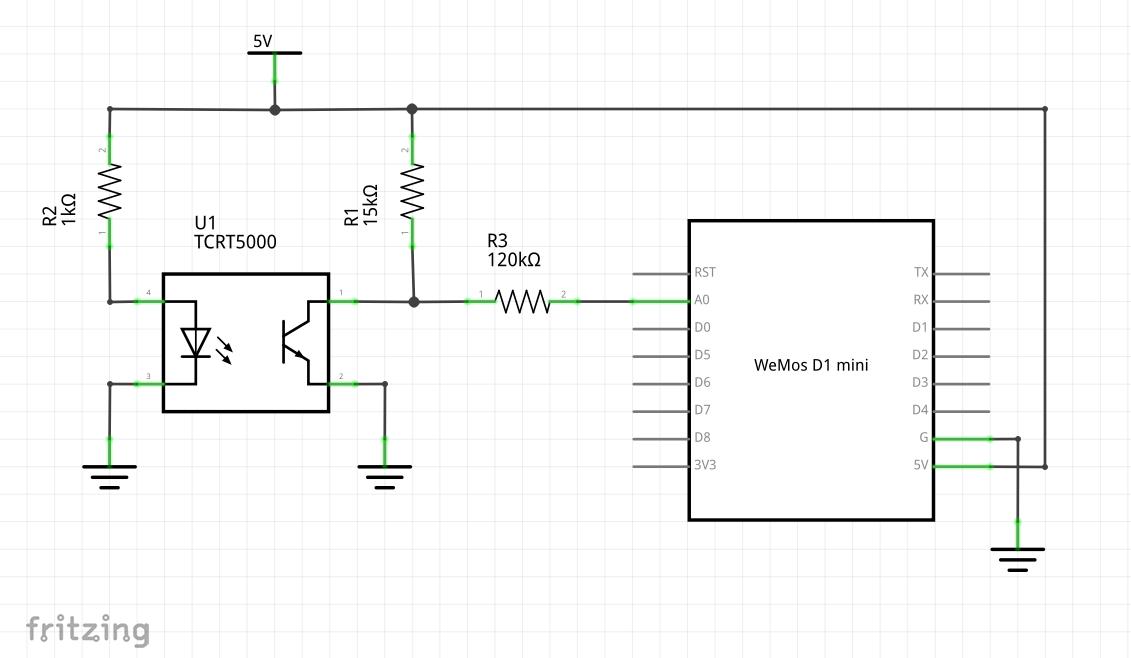 5V
2
2
R2
1kΩ
R1
15kΩ
1
1
U1
TCRT5000
R3
120kΩ
4
1
1
2
3
2
RST
A0
D0
D5
D6
D7
D8
3V3
WeMos D1 mini
TX
RX
D1
D2
D3
D4
G
5V
fritzing